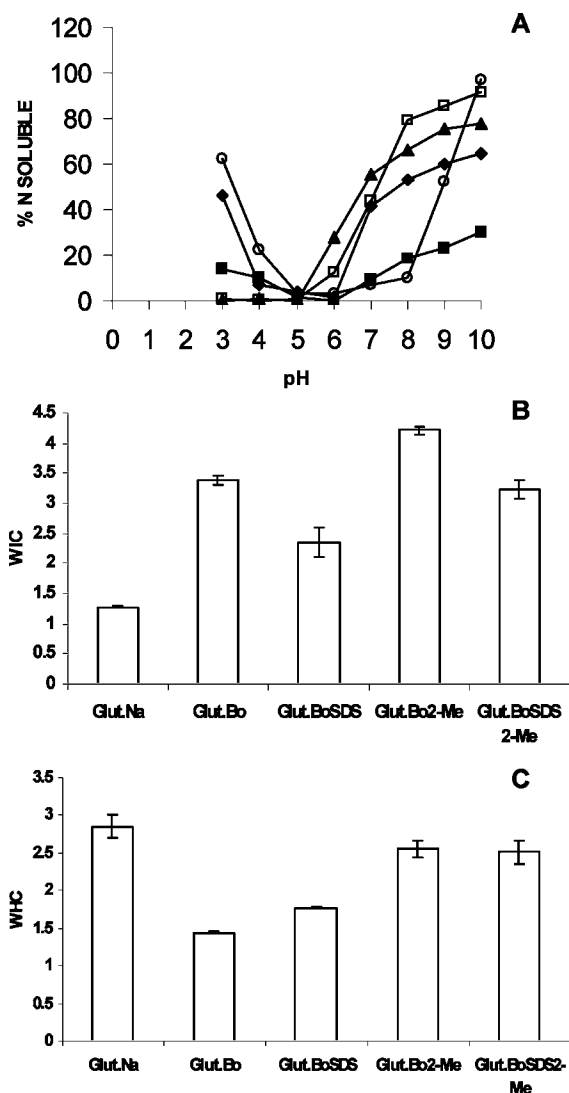 A
120
100
80
60
40
20
0
% N SOLUBLE
0 1 2 3 4 5 6 7 8 9 10
pH
B
4.5
4
3.5
3
2.5
2
1.5
1
0.5
0
WIC
Glut.Na Glut.Bo Glut.BoSDS Glut.Bo2-Me Glut.BoSDS
2-Me
C
3.5
3
2.5
2
1.5
1
0.5
0
WHC
Glut.Na Glut.Bo Glut.BoSDS Glut.Bo2-Me Glut.BoSDS2-
Me